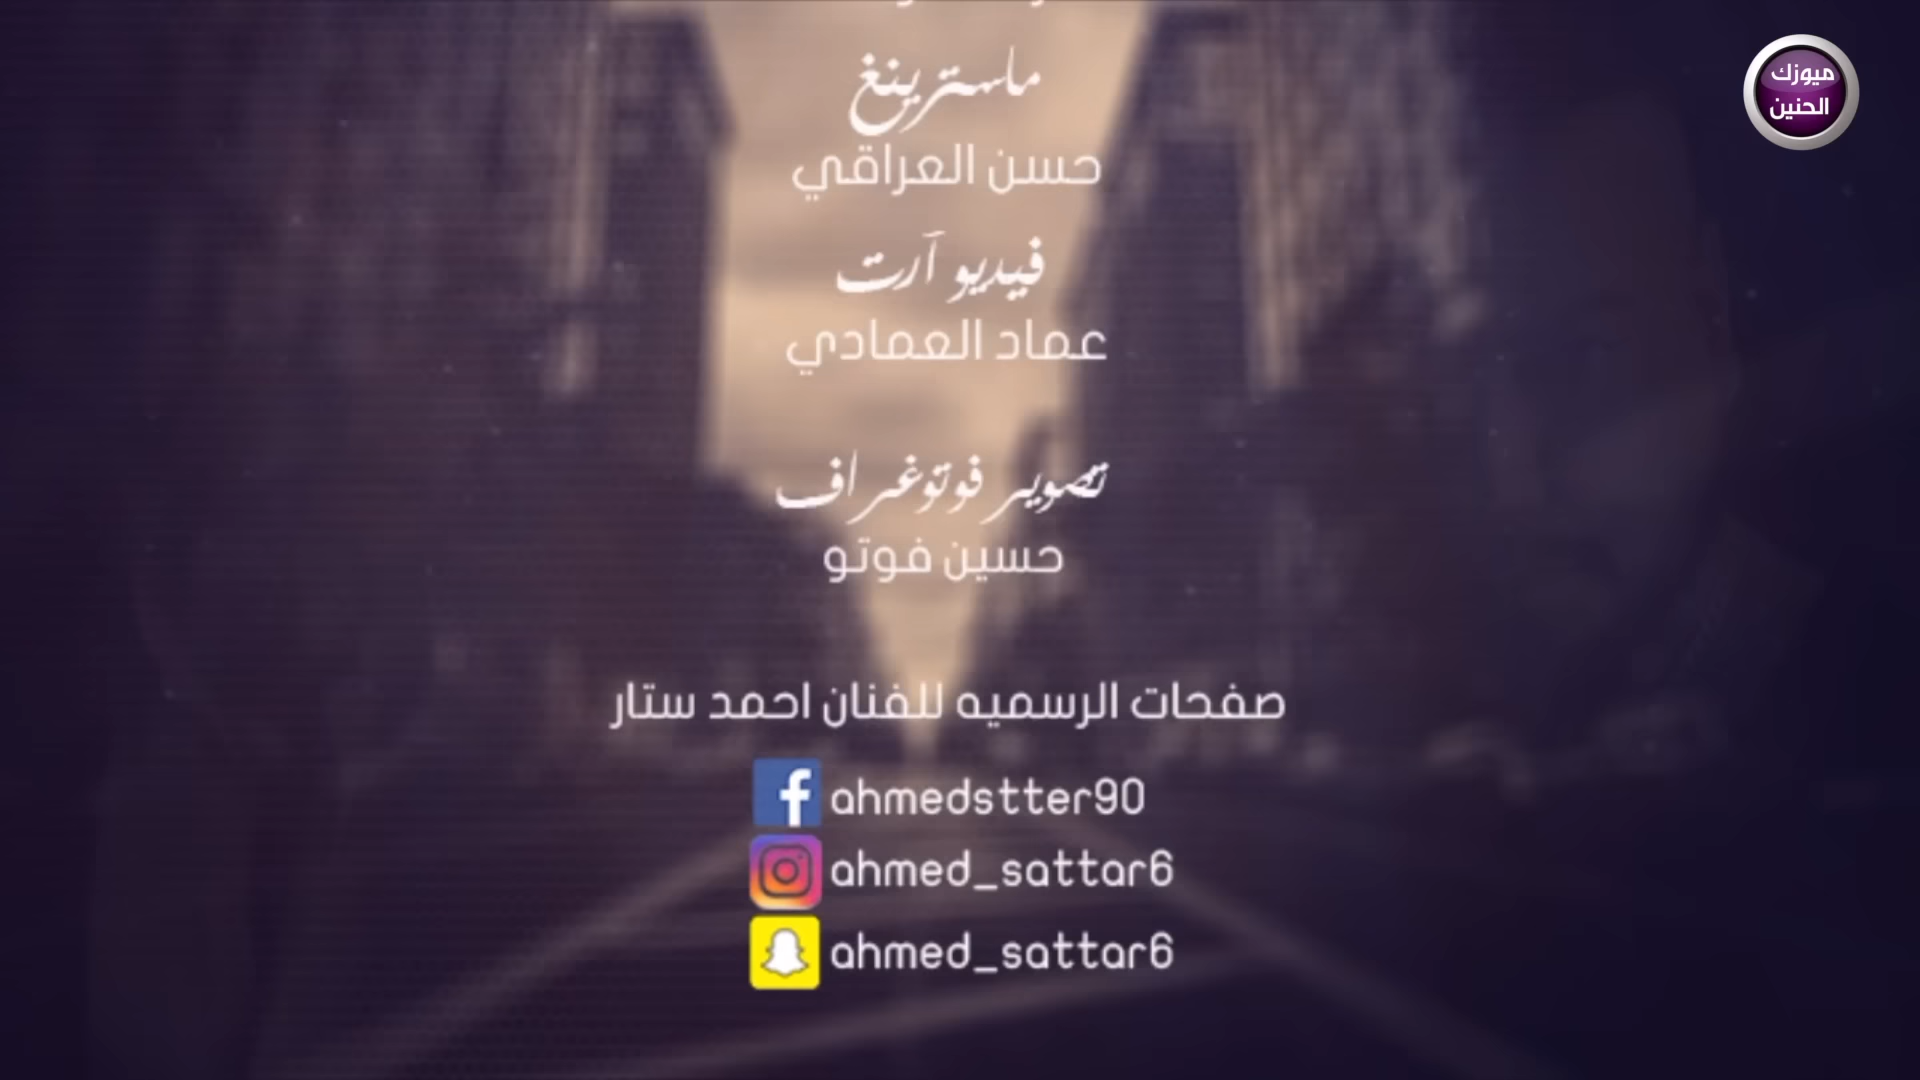 ميوزك
الحنين
ماسترينغ
حسن العراقي
فيديو آرت
عماد العمادي
تصوير فوتوغراف
حسين فوتو
صفحات الرسميه للفنان احمد ستار
ahmedstter90
ahmed_sattar6
ahmed_sattar6